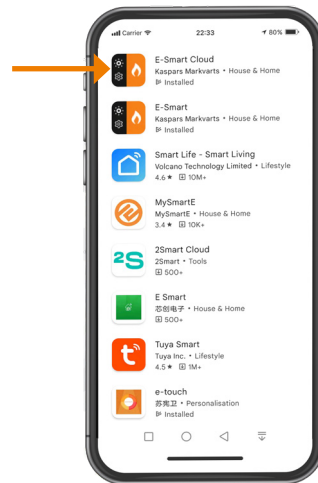 Carrier 22:33 80%
E-Smart Cloud
Kaspars Markvarts • House & Home
Installed
E-Smart
Kaspars Markvarts • House & Home
Installed
Smart Life - Smart Living
Volcano Technology Limited • Lifestyle
4.6★ 10M+
MySmartE
MySmartE • House & Home
3.4★ 10K+
2S
2Smart Cloud
2Smart • Tools
500+
E Smart
芯创电子 • House & Home
500+
t
Tuya Smart
Tuya Inc. • Lifestyle
4.5★ 1M+
e-touch
苏宪卫 • Personalisation
Installed